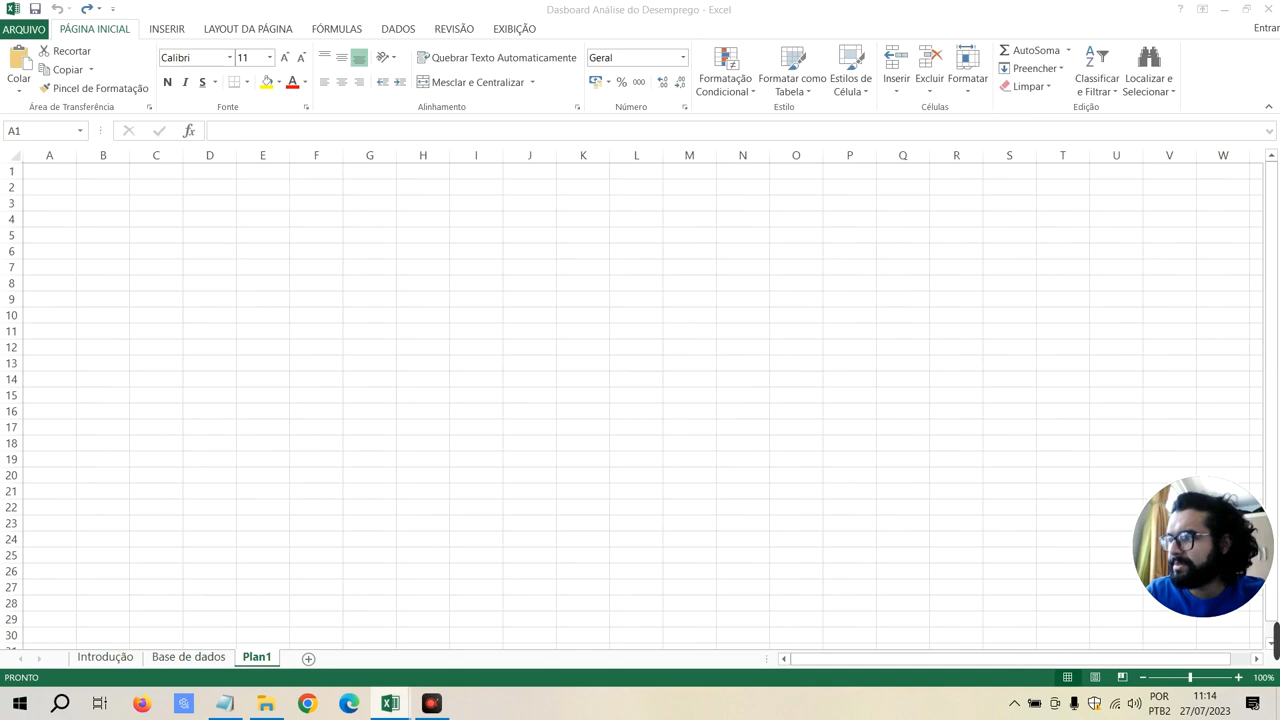 Dasboard Análise do Desemprego - Excel
?
ARQUIVO PÁGINA INICIAL INSERIR LAYOUT DA PÁGINA FÓRMULAS DADOS REVISÃO EXIBIÇÃO Entrar
Colar
Recortar
Copiar
Pincel de Formatação
Área de Transferência
Calibri 11
N I S
Fonte
Quebrar Texto Automaticamente
Mesclar e Centralizar
Alinhamento
Geral
% 000
Número
Formatação Condicional
Formatar como Tabela
Estilos de Célula
Estilo
Inserir Excluir Formatar
Células
AutoSoma
Preencher
Limpar
Classificar e Filtrar
Localizar e Selecionar
Edição
A1 fx
A B C D E F G H I J K L M N O P Q R S T U V W
1
2
3
4
5
6
7
8
9
10
11
12
13
14
15
16
17
18
19
20
21
22
23
24
25
26
27
28
29
30
Introdução Base de dados Plan1
PRONTO 100%
POR 11:14
PTB2 27/07/2023